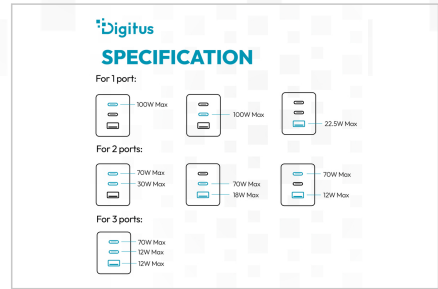 Digitus
SPECIFICATION
For 1 port:
100W Max
100W Max
22.5W Max
For 2 ports:
70W Max
30W Max
70W Max
18W Max
70W Max
12W Max
For 3 ports:
70W Max
12W Max
12W Max